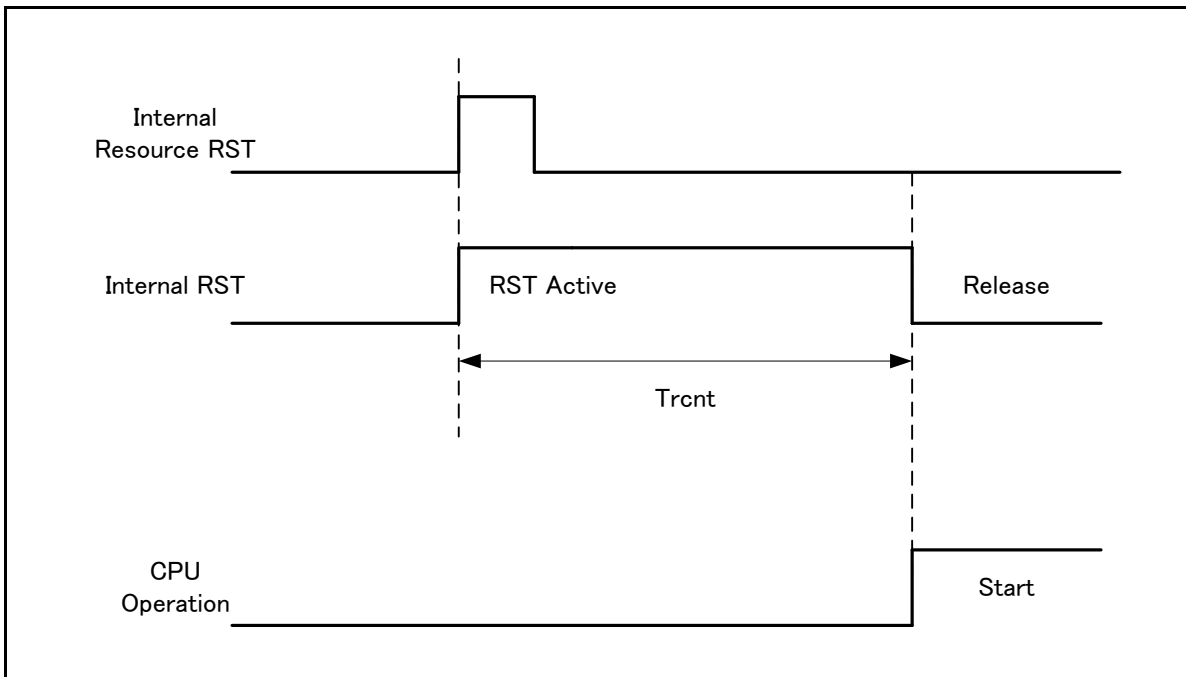 Internal
Resource RST
Internal RST
RST Active
Release
Trcnt
CPU
Operation
Start